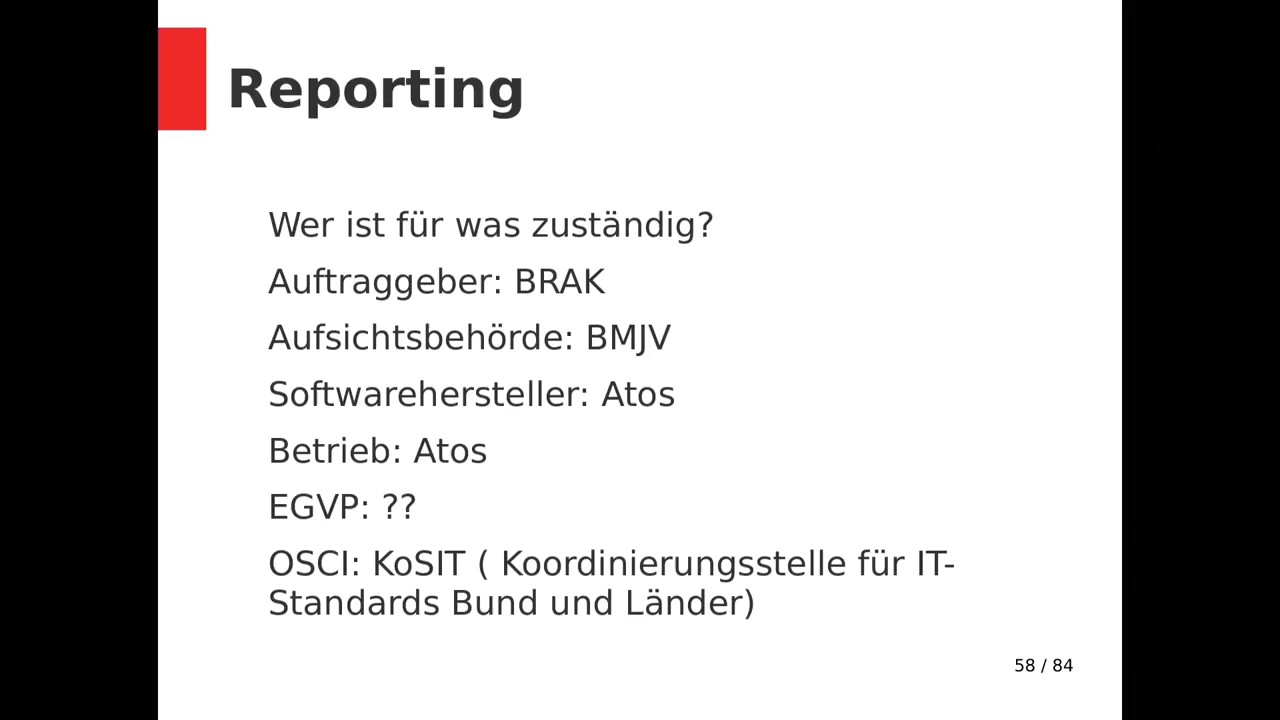 Reporting
Wer ist für was zuständig?
Auftraggeber: BRAK
Aufsichtsbehörde: BMJV
Softwarehersteller: Atos
Betrieb: Atos
EGVP: ??
OSCI: KoSIT ( Koordinierungsstelle für IT-
Standards Bund und Länder)
58 / 84